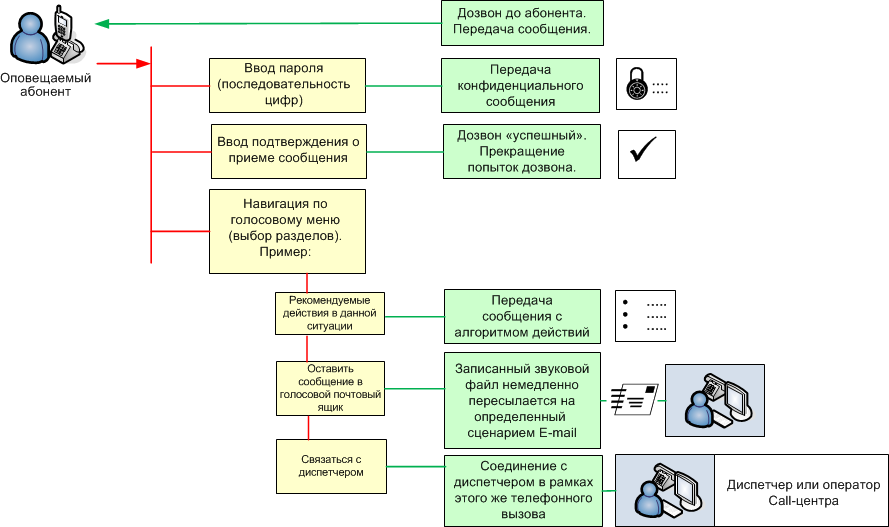 Дозвон до абонента.
Передача сообщения.
Оповещаемый
абонент
Ввод пароля
(последовательность
цифр)
Передача
конфиденциального
сообщения
Ввод подтверждения о
приеме сообщения
Дозвон «успешный».
Прекращение
попыток дозвона.
Навигация по
голосовому меню
(выбор разделов).
Пример:
Рекомендуемые
действия в данной
ситуации
Передача
сообщения с
алгоритмом действий
Оставить
сообщение в
голосовой почтовый
ящик
Записанный звуковой
файл немедленно
пересылается на
определенный
сценарием E-mail
Связаться с
диспетчером
Соединение с
диспетчером в рамках
этого же телефонного
вызова
Диспетчер или оператор
Call-центра